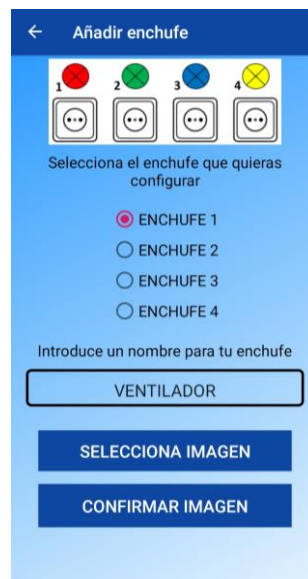 Añadir enchufe
1 2 3 4
Selecciona el enchufe que quieras
configurar
ENCHUFE 1
ENCHUFE 2
ENCHUFE 3
ENCHUFE 4
Introduce un nombre para tu enchufe
VENTILADOR
SELECCIONA IMAGEN
CONFIRMAR IMAGEN